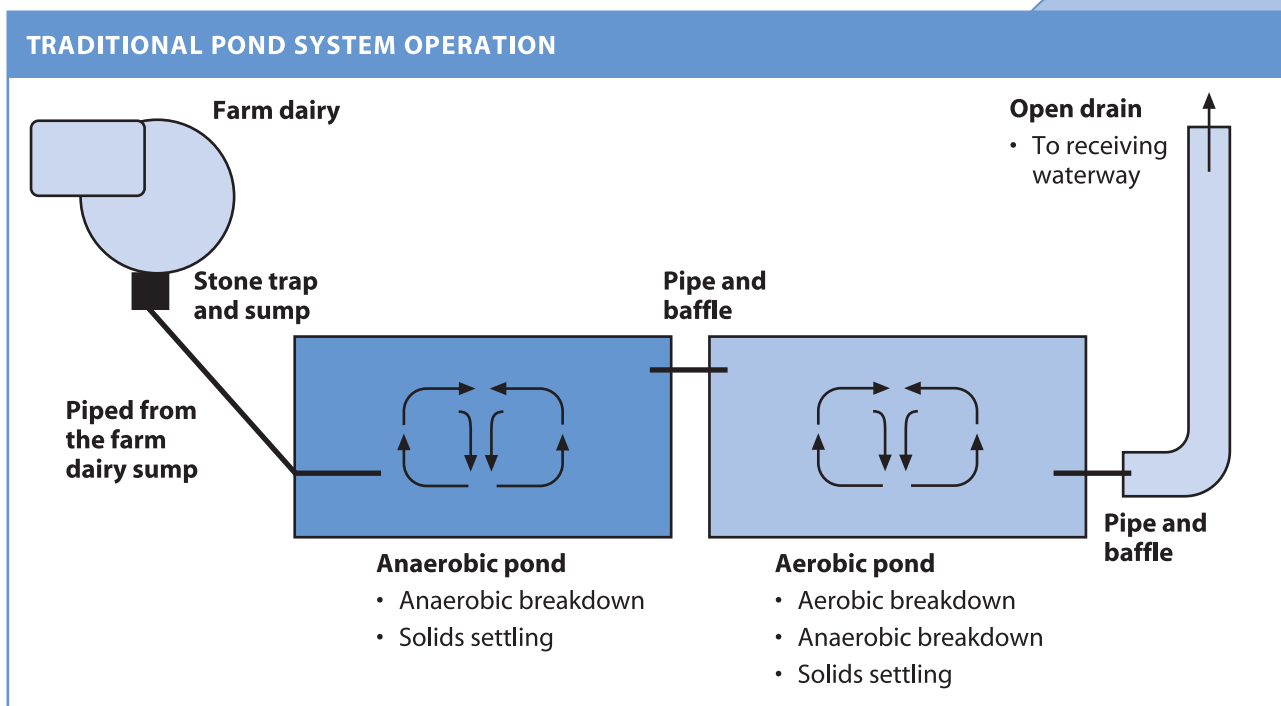 TRADITIONAL POND SYSTEM OPERATION
Farm dairy
Open drain
• To receiving
waterway
Stone trap
and sump
Pipe and
baffle
Piped from
the farm
dairy sump
Pipe and
baffle
Anaerobic pond
• Anaerobic breakdown
• Solids settling
Aerobic pond
• Aerobic breakdown
• Anaerobic breakdown
• Solids settling